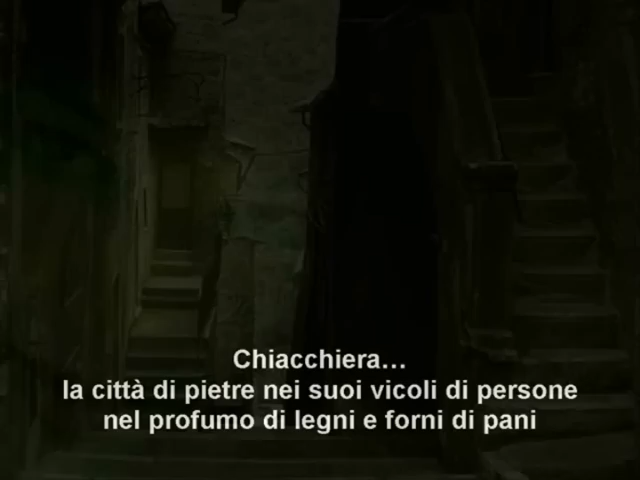 Chiacchiera…
la città di pietre nei suoi vicoli di persone
nel profumo di legni e forni di pani